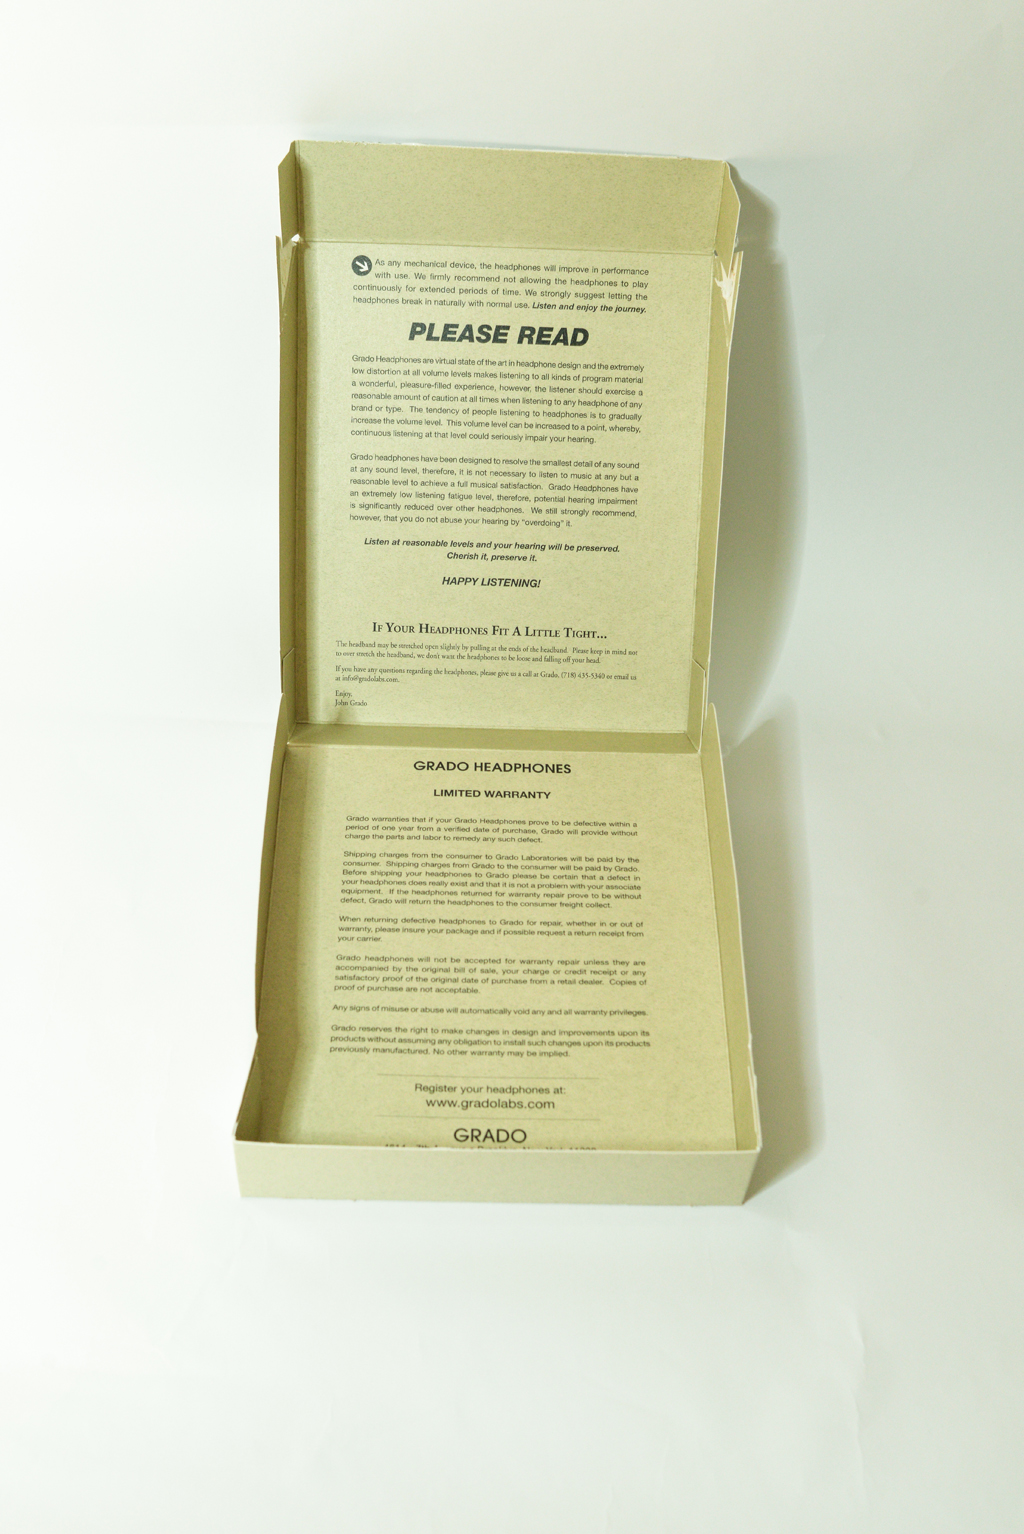 As any mechanical device, the headphones will improve in performance
with use. We firmly recommend not allowing the headphones to play
continuously for extended periods of time. We strongly suggest letting the
headphones break in naturally with normal use. Listen and enjoy the journey.
PLEASE READ
Grado Headphones are virtual state of the art in headphone design and the extremely
low distortion at all volume levels makes listening to all kinds of program material
a wonderful, pleasure-filled experience, however, the listener should exercise a
reasonable amount of caution at all times when listening to any headphone of any
brand or type. The tendency of people listening to headphones is to gradually
increase the volume level. This volume level can be increased to a point, whereby,
continuous listening at that level could seriously impair your hearing.
Grado headphones have been designed to resolve the smallest detail of any sound
at any sound level, therefore, it is not necessary to listen to music at any but a
reasonable level to achieve a full musical satisfaction. Grado Headphones have
an extremely low listening fatigue level, therefore, potential hearing impairment
is significantly reduced over other headphones. We still strongly recommend,
however, that you do not abuse your hearing by "overdoing" it.
Listen at reasonable levels and your hearing will be preserved.
Cherish it, preserve it.
HAPPY LISTENING!
If Your Headphones Fit A Little Tight...
The headband may be stretched open slightly by pulling at the ends of the headband. Please keep in mind not
to over stretch the headband, we don't want the headphones to be loose and falling off your head.
If you have any questions regarding the headphones, please give us a call at Grado, (718) 435-5340 or email us
at info@gradolabs.com.
Enjoy,
John Grado
GRADO HEADPHONES
LIMITED WARRANTY
Grado warranties that if your Grado Headphones prove to be defective within a
period of one year from a verified date of purchase, Grado will provide without
charge the parts and labor to remedy any such defect.
Shipping charges from the consumer to Grado Laboratories will be paid by the
consumer. Shipping charges from Grado to the consumer will be paid by Grado.
Before shipping your headphones to Grado please be certain that a defect in
your headphones does really exist and that it is not a problem with your associate
equipment. If the headphones returned for warranty repair prove to be without
defect, Grado will return the headphones to the consumer freight collect.
When returning defective headphones to Grado for repair, whether in or out of
warranty, please insure your package and if possible request a return receipt from
your carrier.
Grado headphones will not be accepted for warranty repair unless they are
accompanied by the original bill of sale, your charge or credit receipt or any
satisfactory proof of the original date of purchase from a retail dealer. Copies of
proof of purchase are not acceptable.
Any signs of misuse or abuse will automatically void any and all warranty privileges.
Grado reserves the right to make changes in design and improvements upon its
products without assuming any obligation to install such changes upon its products
previously manufactured. No other warranty may be implied.
Register your headphones at:
www.gradolabs.com
GRADO